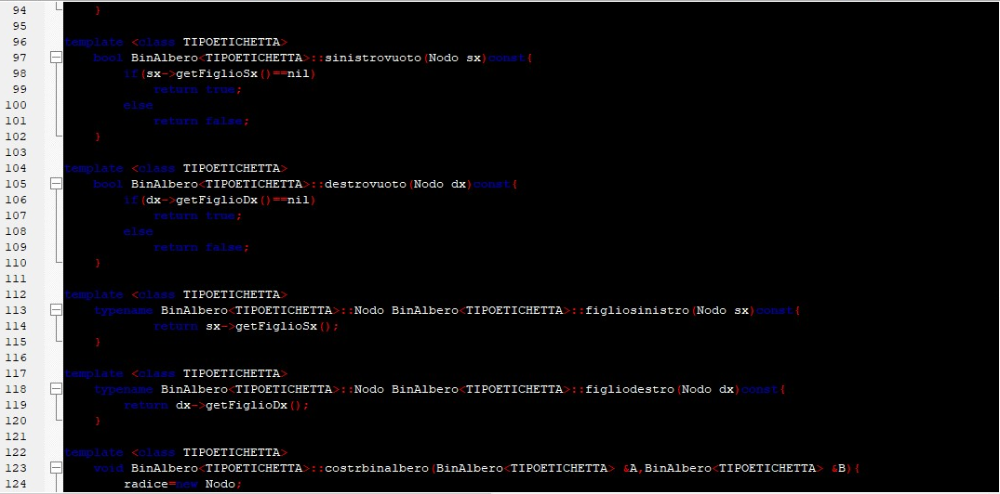 94 }
95
96 template <class TIPOETICHETTA>
97 bool BinAlbero<TIPOETICHETTA>::sinistrovuoto(Nodo sx)const{
98 if(sx->getFiglioSx()==nil)
99 return true;
100 else
101 return false;
102 }
103
104 template <class TIPOETICHETTA>
105 bool BinAlbero<TIPOETICHETTA>::destrovuoto(Nodo dx)const{
106 if(dx->getFiglioDx()==nil)
107 return true;
108 else
109 return false;
110 }
111
112 template <class TIPOETICHETTA>
113 typename BinAlbero<TIPOETICHETTA>::Nodo BinAlbero<TIPOETICHETTA>::figliosinistro(Nodo sx)const{
114 return sx->getFiglioSx();
115 }
116
117 template <class TIPOETICHETTA>
118 typename BinAlbero<TIPOETICHETTA>::Nodo BinAlbero<TIPOETICHETTA>::figliodestro(Nodo dx)const{
119 return dx->getFiglioDx();
120 }
121
122 template <class TIPOETICHETTA>
123 void BinAlbero<TIPOETICHETTA>::costrbinalbero(BinAlbero<TIPOETICHETTA> &A,BinAlbero<TIPOETICHETTA> &B){
124 radice=new Nodo;